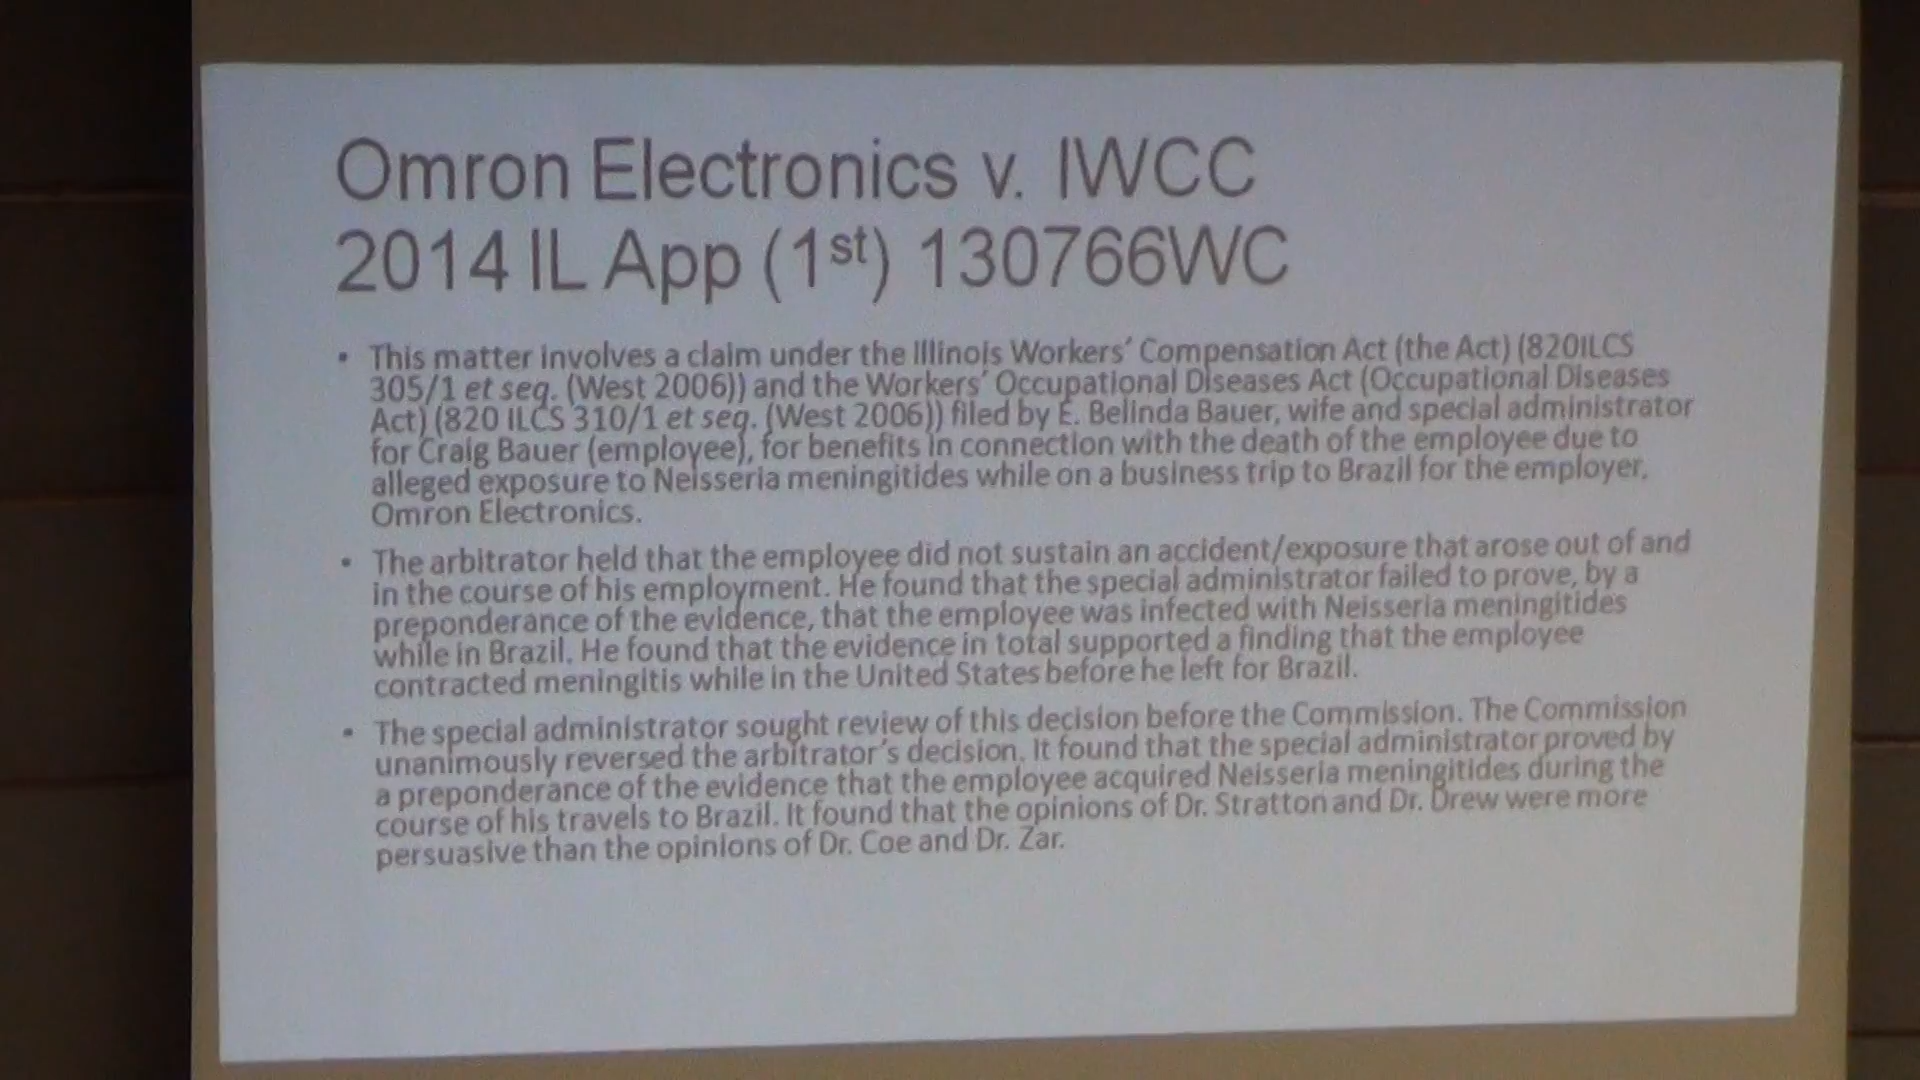 Omron Electronics v. IWCC
2014 IL App (1st) 130766WC
• This matter involves a claim under the Illinois Workers' Compensation Act (the Act) (820ILCS
305/1 et seq. (West 2006)) and the Workers' Occupational Diseases Act (Occupational Diseases
Act) (820 ILCS 310/1 et seq. (West 2006)) filed by E. Belinda Bauer, wife and special administrator
for Craig Bauer (employee), for benefits in connection with the death of the employee due to
alleged exposure to Neisseria meningitides while on a business trip to Brazil for the employer,
Omron Electronics.
• The arbitrator held that the employee did not sustain an accident/exposure that arose out of and
in the course of his employment. He found that the special administrator failed to prove, by a
preponderance of the evidence, that the employee was infected with Neisseria meningitides
while in Brazil. He found that the evidence in total supported a finding that the employee
contracted meningitis while in the United States before he left for Brazil.
• The special administrator sought review of this decision before the Commission. The Commission
unanimously reversed the arbitrator's decision. It found that the special administrator proved by
a preponderance of the evidence that the employee acquired Neisseria meningitides during the
course of his travels to Brazil. It found that the opinions of Dr. Stratton and Dr. Drew were more
persuasive than the opinions of Dr. Coe and Dr. Zar.